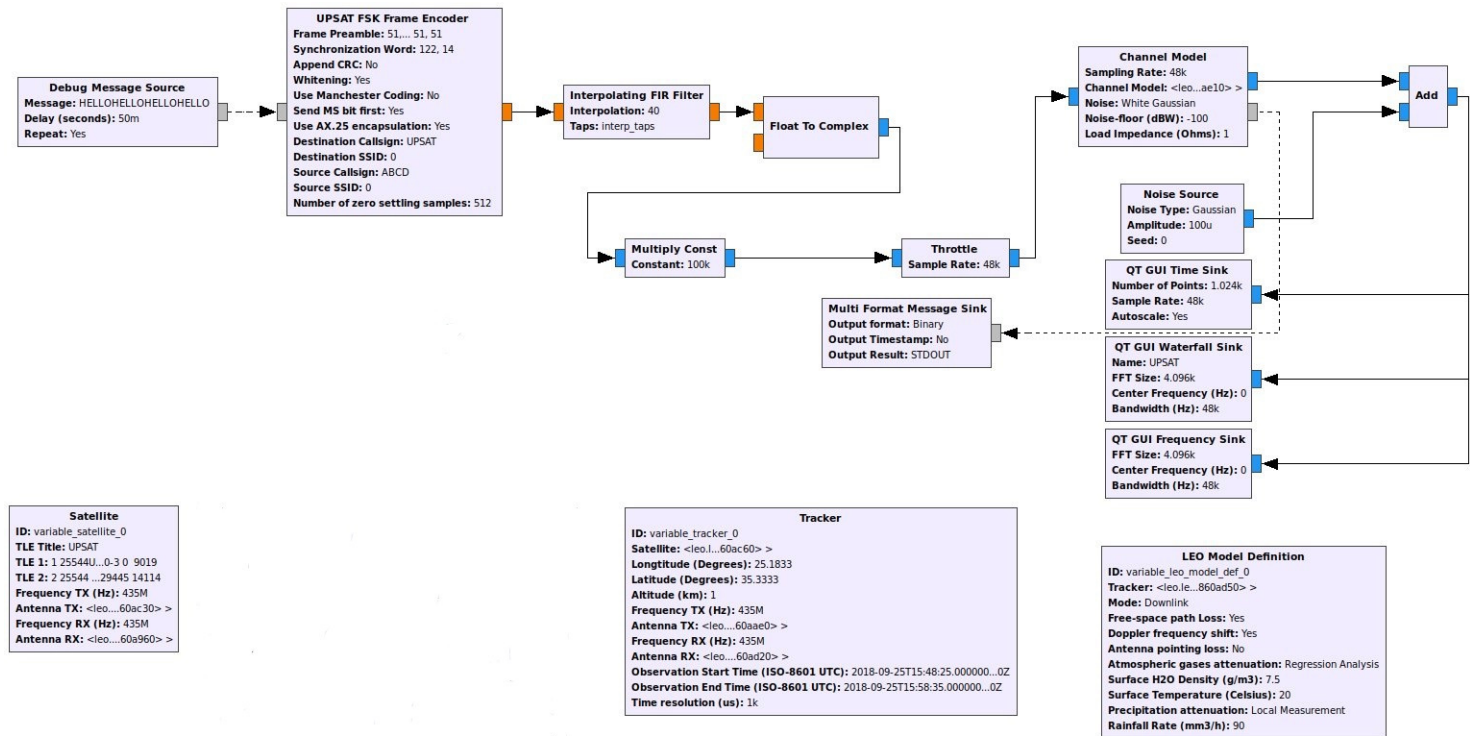 Debug Message Source
Message: HELLOHELLOHELLOHELLO
Delay (seconds): 50m
Repeat: Yes
UPSAT FSK Frame Encoder
Frame Preamble: 51,... 51, 51
Synchronization Word: 122, 14
Append CRC: No
Whitening: Yes
Use Manchester Coding: No
Send MS bit first: Yes
Use AX.25 encapsulation: Yes
Destination Callsign: UPSAT
Destination SSID: 0
Source Callsign: ABCD
Source SSID: 0
Number of zero settling samples: 512
Interpolating FIR Filter
Interpolation: 40
Taps: interp_taps
Float To Complex
Multiply Const
Constant: 100k
Throttle
Sample Rate: 48k
Channel Model
Sampling Rate: 48k
Channel Model: <leo...ae10> >
Noise: White Gaussian
Noise-floor (dBW): -100
Load Impedance (Ohms): 1
Add
Noise Source
Noise Type: Gaussian
Amplitude: 100u
Seed: 0
QT GUI Time Sink
Number of Points: 1.024k
Sample Rate: 48k
Autoscale: Yes
Multi Format Message Sink
Output format: Binary
Output Timestamp: No
Output Result: STDOUT
QT GUI Waterfall Sink
Name: UPSAT
FFT Size: 4.096k
Center Frequency (Hz): 0
Bandwidth (Hz): 48k
QT GUI Frequency Sink
FFT Size: 4.096k
Center Frequency (Hz): 0
Bandwidth (Hz): 48k
Satellite
ID: variable_satellite_0
TLE Title: UPSAT
TLE 1: 1 25544U...0-3 0 9019
TLE 2: 2 25544 ...29445 14114
Frequency TX (Hz): 435M
Antenna TX: <leo....60ac30> >
Frequency RX (Hz): 435M
Antenna RX: <leo....60a960> >
Tracker
ID: variable_tracker_0
Satellite: <leo.l...60ac60> >
Longtitude (Degrees): 25.1833
Latitude (Degrees): 35.3333
Altitude (km): 1
Frequency TX (Hz): 435M
Antenna TX: <leo....60aae0> >
Frequency RX (Hz): 435M
Antenna RX: <leo....60ad20> >
Observation Start Time (ISO-8601 UTC): 2018-09-25T15:48:25.000000...0Z
Observation End Time (ISO-8601 UTC): 2018-09-25T15:58:35.000000...0Z
Time resolution (us): 1k
LEO Model Definition
ID: variable_leo_model_def_0
Tracker: <leo.le...860ad50> >
Mode: Downlink
Free-space path Loss: Yes
Doppler frequency shift: Yes
Antenna pointing loss: No
Atmospheric gases attenuation: Regression Analysis
Surface H2O Density (g/m3): 7.5
Surface Temperature (Celsius): 20
Precipitation attenuation: Local Measurement
Rainfall Rate (mm3/h): 90